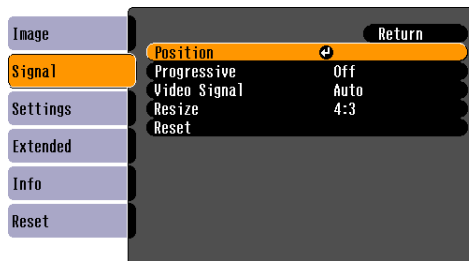 Image
Signal
Settings
Extended
Info
Reset
Return
Position
Progressive Off
Video Signal Auto
Resize 4:3
Reset